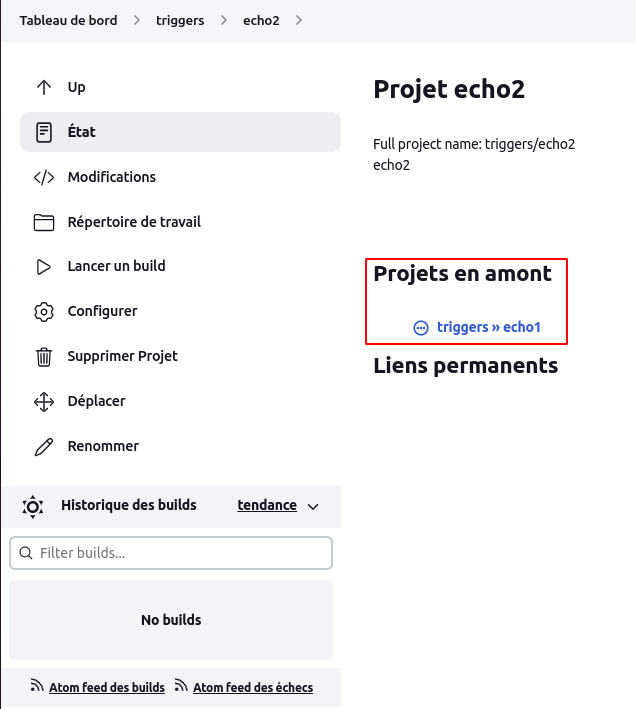 Tableau de bord > triggers > echo2 >
Up
État
Modifications
Répertoire de travail
Lancer un build
Configurer
Supprimer Projet
Déplacer
Renommer
Historique des builds tendance
Filter builds...
No builds
Atom feed des builds Atom feed des échecs
Projet echo2
Full project name: triggers/echo2
echo2
Projets en amont
triggers » echo1
Liens permanents